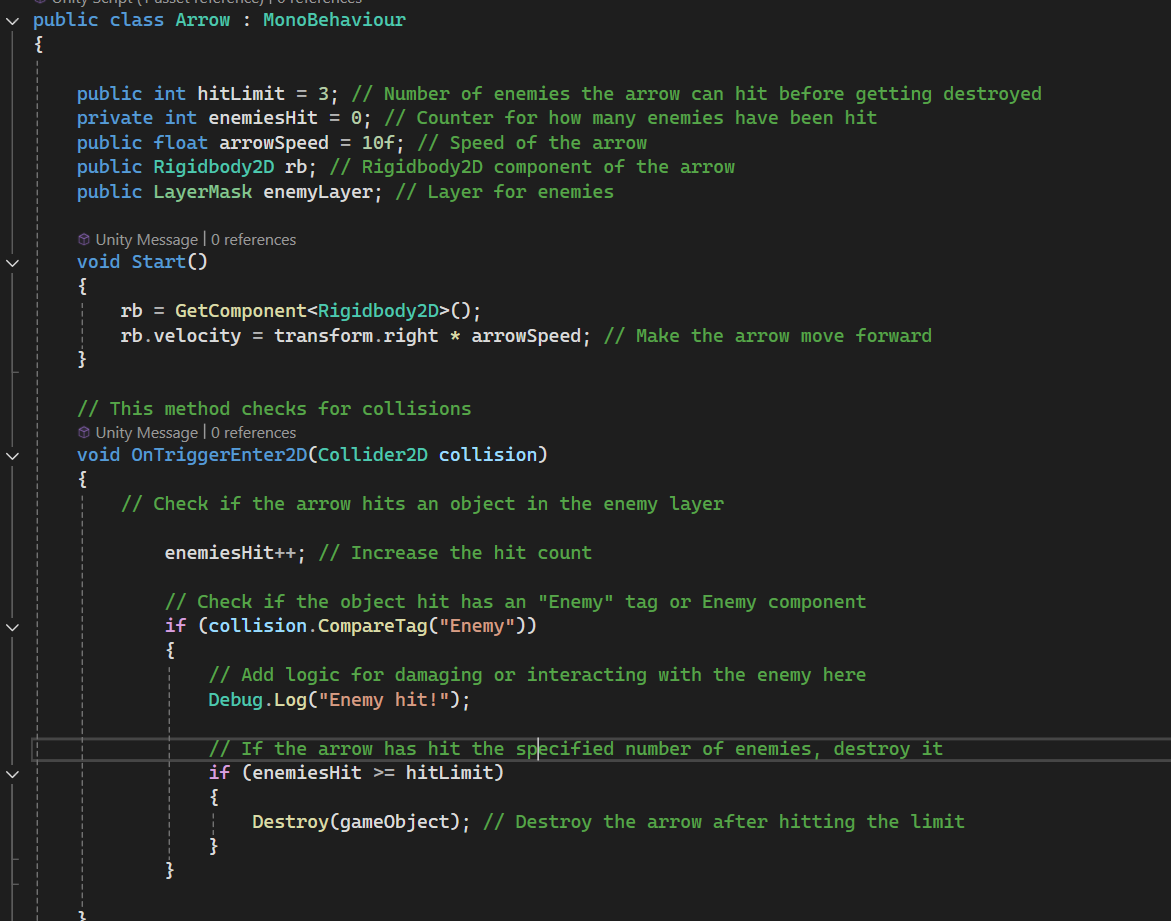 Unity Script (1 asset reference) | 0 references
public class Arrow : MonoBehaviour
{
public int hitLimit = 3; // Number of enemies the arrow can hit before getting destroyed
private int enemiesHit = 0; // Counter for how many enemies have been hit
public float arrowSpeed = 10f; // Speed of the arrow
public Rigidbody2D rb; // Rigidbody2D component of the arrow
public LayerMask enemyLayer; // Layer for enemies
Unity Message | 0 references
void Start()
{
rb = GetComponent<Rigidbody2D>();
rb.velocity = transform.right * arrowSpeed; // Make the arrow move forward
}
// This method checks for collisions
Unity Message | 0 references
void OnTriggerEnter2D(Collider2D collision)
{
// Check if the arrow hits an object in the enemy layer
enemiesHit++; // Increase the hit count
// Check if the object hit has an "Enemy" tag or Enemy component
if (collision.CompareTag("Enemy"))
{
// Add logic for damaging or interacting with the enemy here
Debug.Log("Enemy hit!");
// If the arrow has hit the specified number of enemies, destroy it
if (enemiesHit >= hitLimit)
{
Destroy(gameObject); // Destroy the arrow after hitting the limit
}
}
}